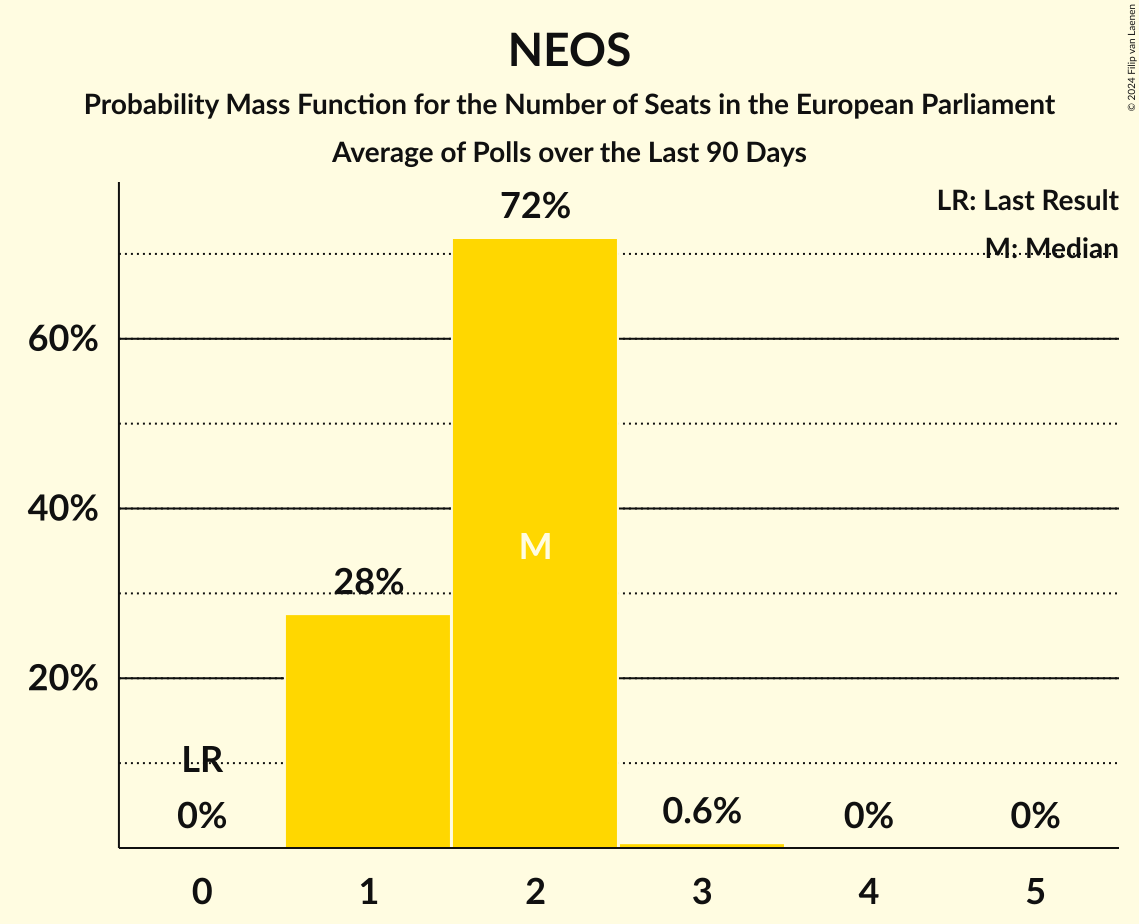 NEOS
Probability Mass Function for the Number of Seats in the European Parliament
Average of Polls over the Last 90 Days
© 2024 Filip van Laenen
LR: Last Result
M: Median
72%
60%
40%
M
28%
20%
LR
0%
0.6%
0%
0%
0 1 2 3 4 5